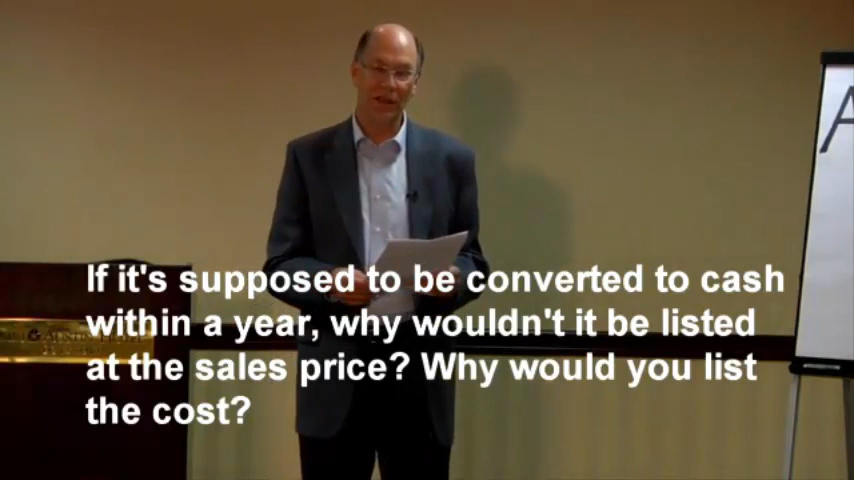 If it's supposed to be converted to cash
within a year, why wouldn't it be listed
at the sales price? Why would you list
the cost?
A